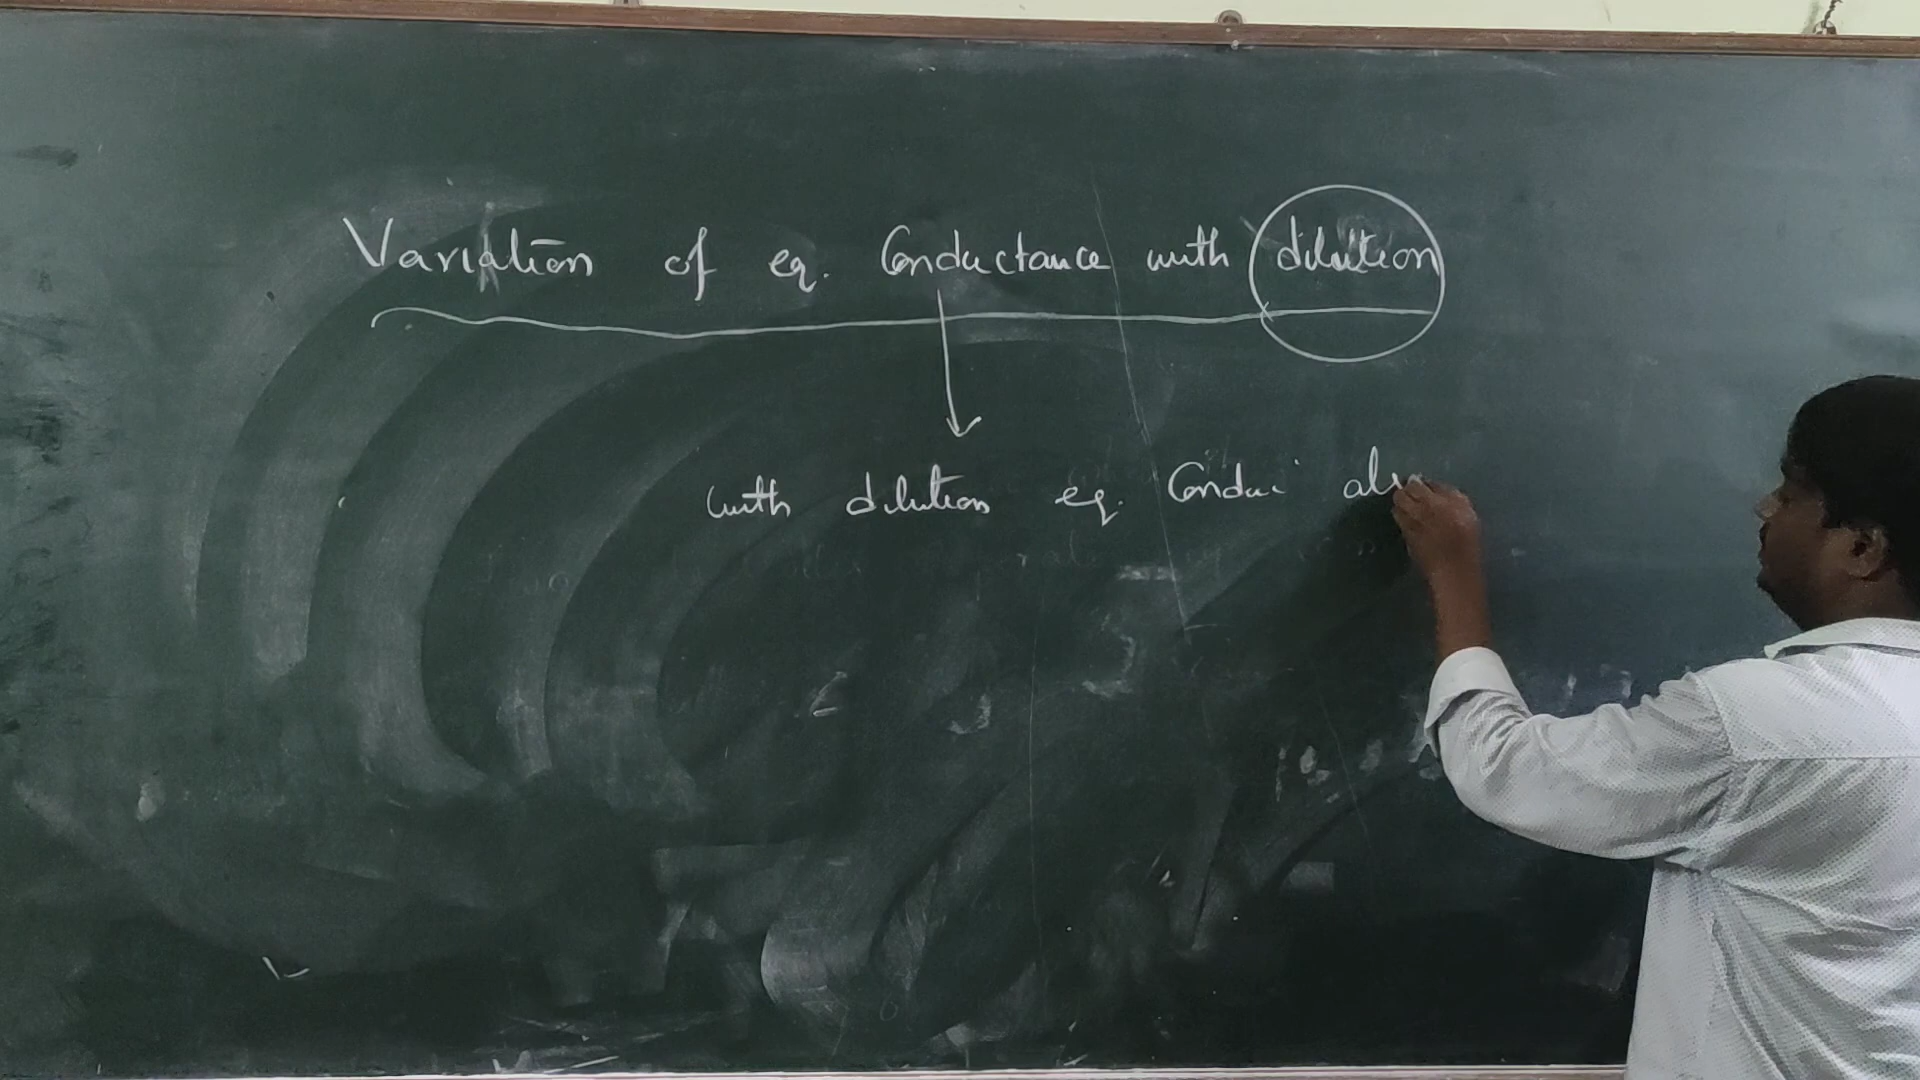 Variation of eq. Conductance with dilution
with dilution eq. Condu